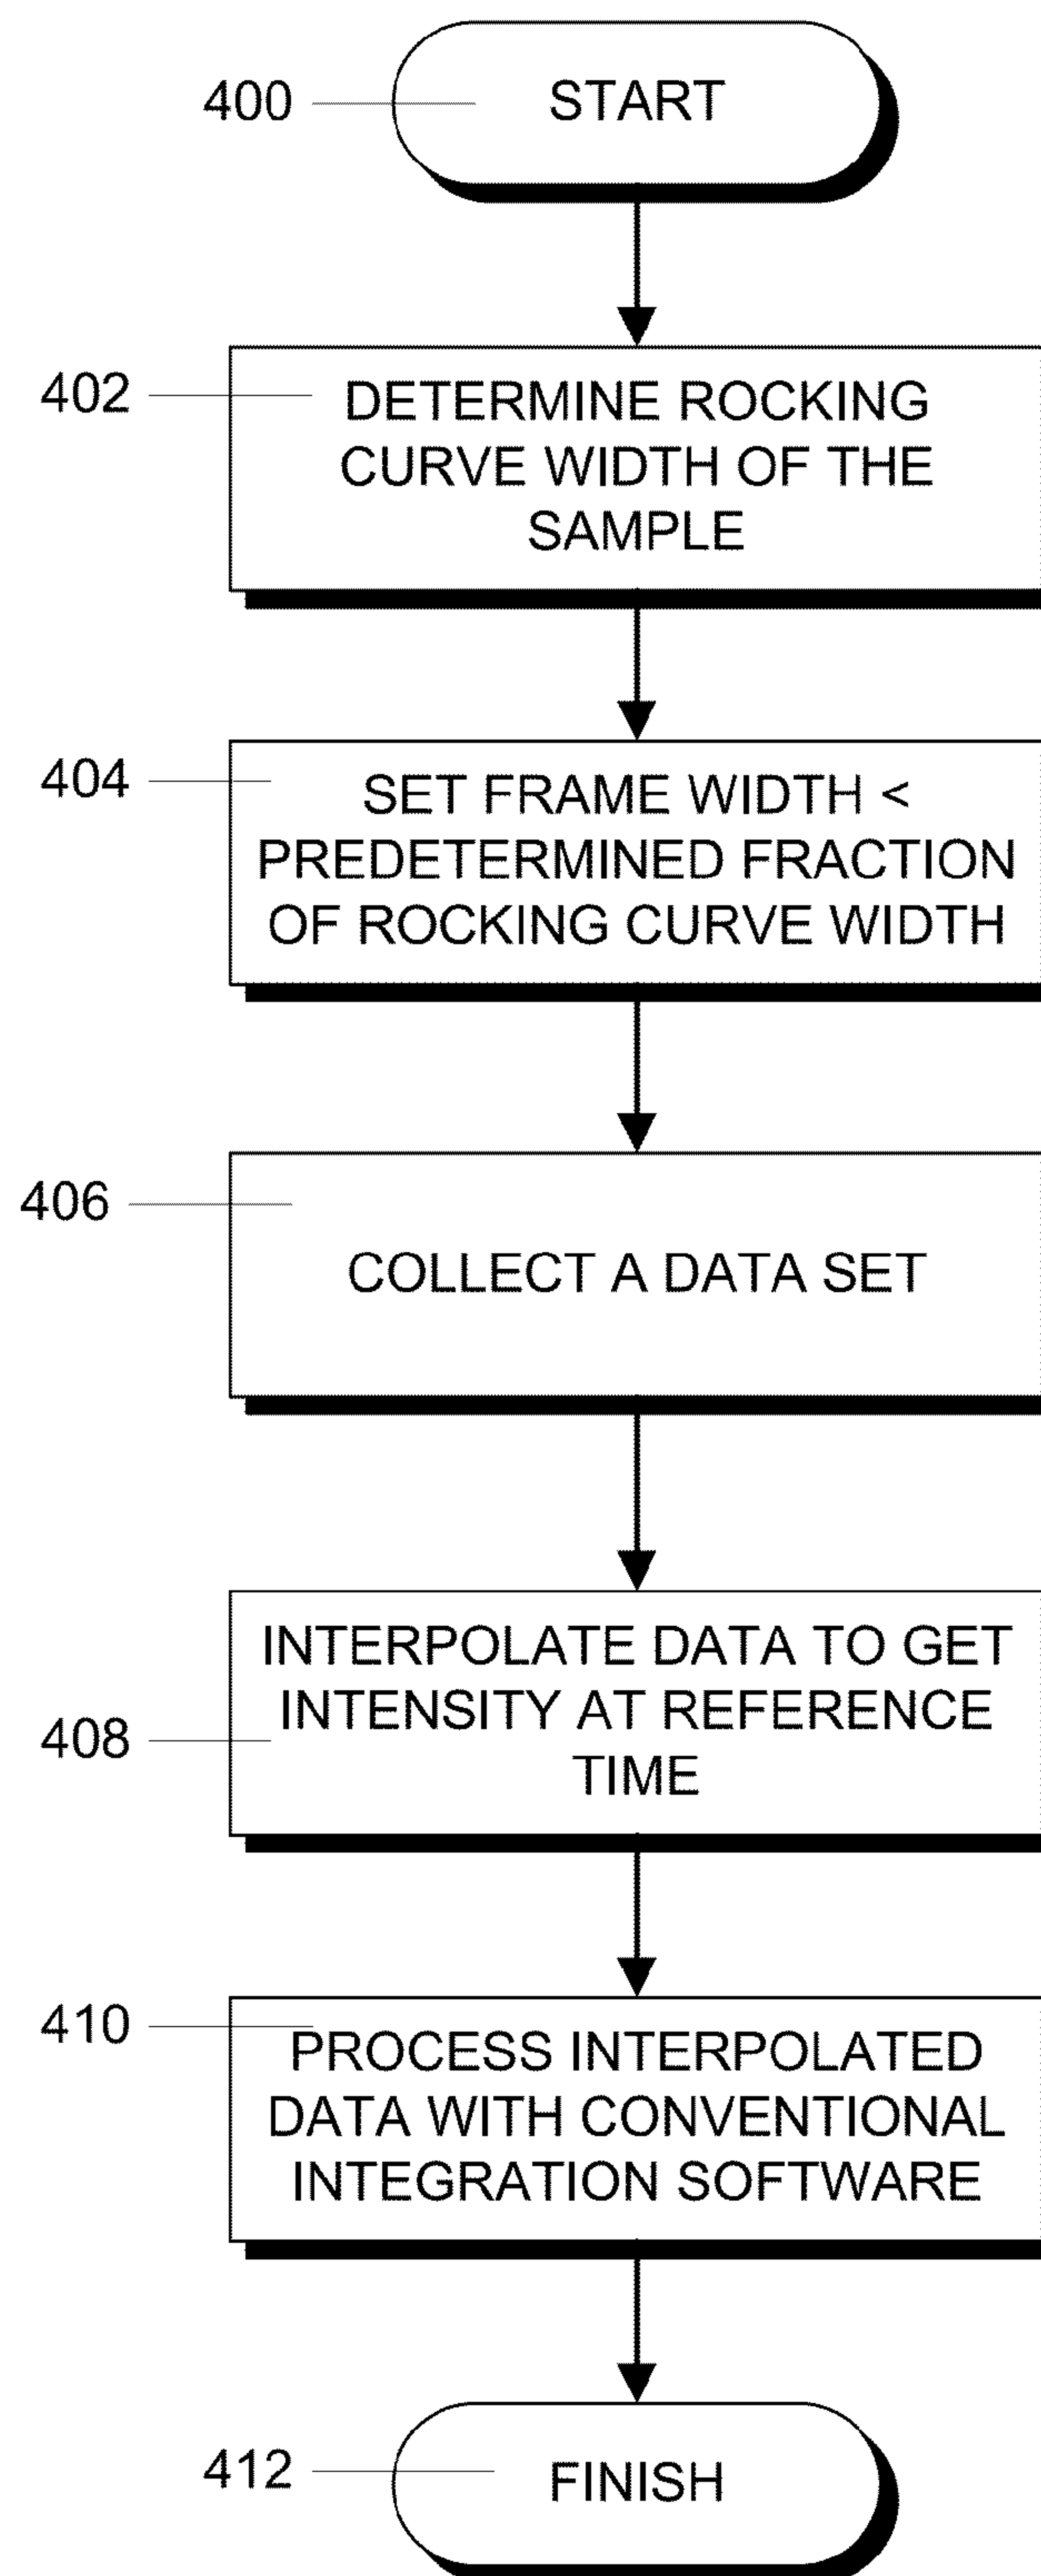 400
START
402
DETERMINE ROCKING
CURVE WIDTH OF THE
SAMPLE
404
SET FRAME WIDTH <
PREDETERMINED FRACTION
OF ROCKING CURVE WIDTH
406
COLLECT A DATA SET
INTERPOLATE DATA TO GET
INTENSITY AT REFERENCE
408
TIME
410
PROCESS INTERPOLATED
DATA WITH CONVENTIONAL
INTEGRATION SOFTWARE
412
FINISH